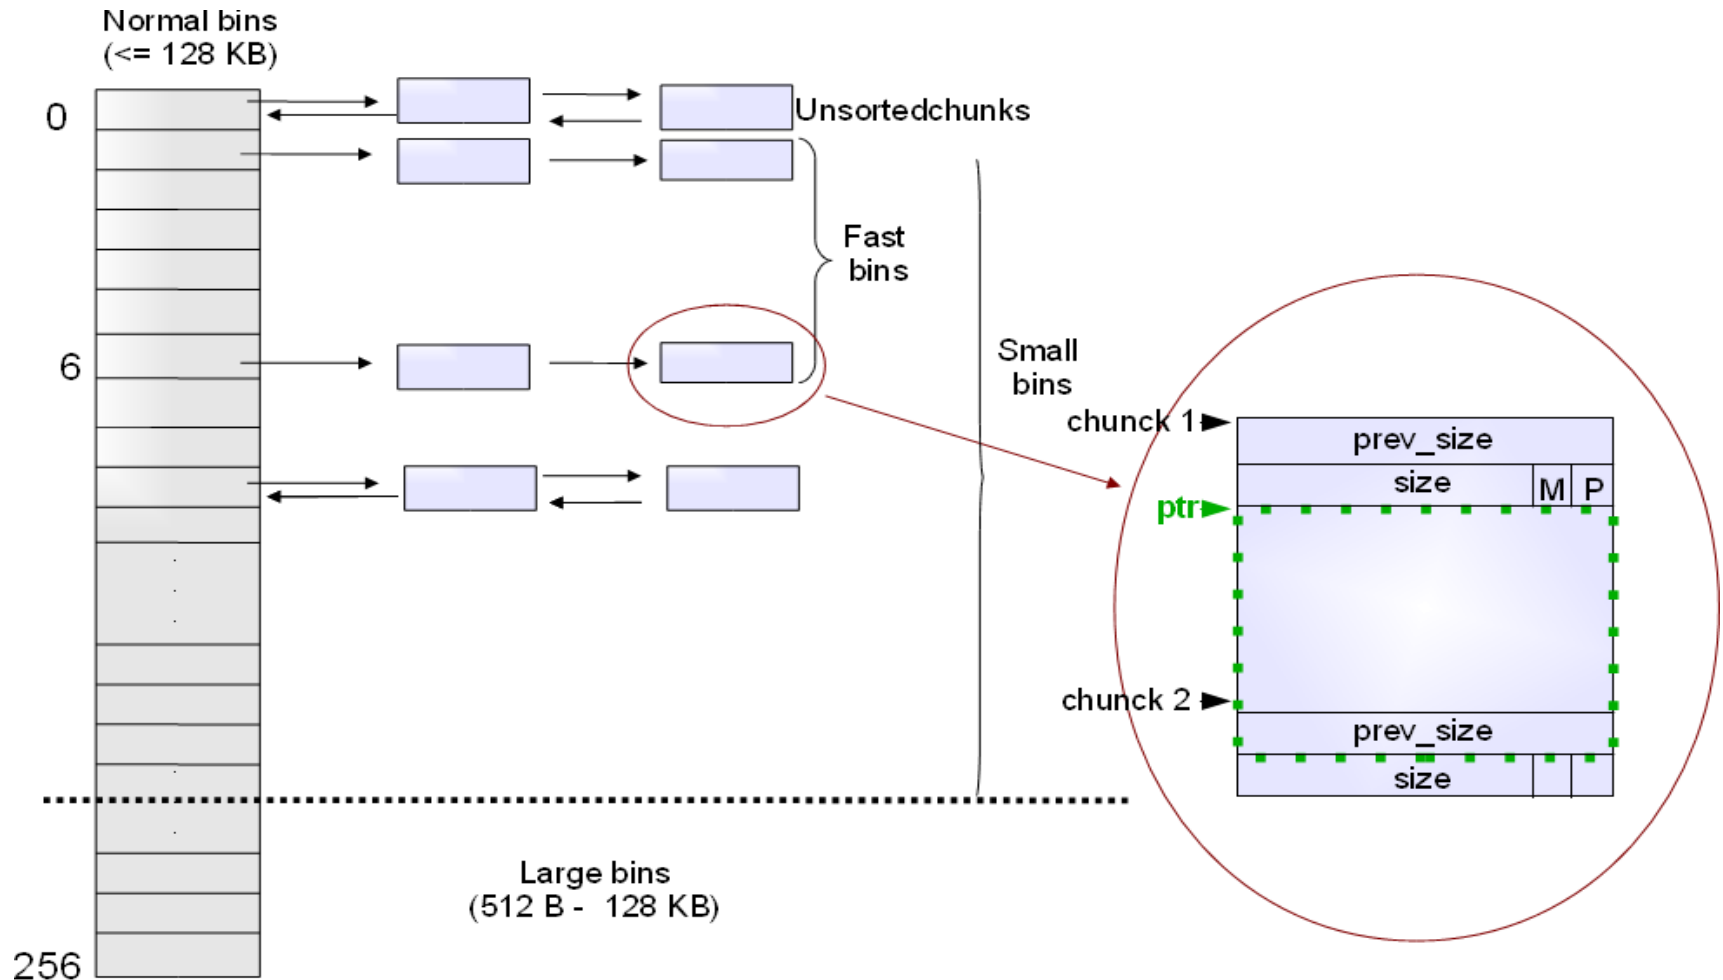 Normal bins
(<= 128 KB)
0
Unsortedchunks
Fast
bins
6
Small
bins
chunck 1
prev_size
size
M
P
ptr
chunck 2
prev_size
size
Large bins
(512 B - 128 KB)
256